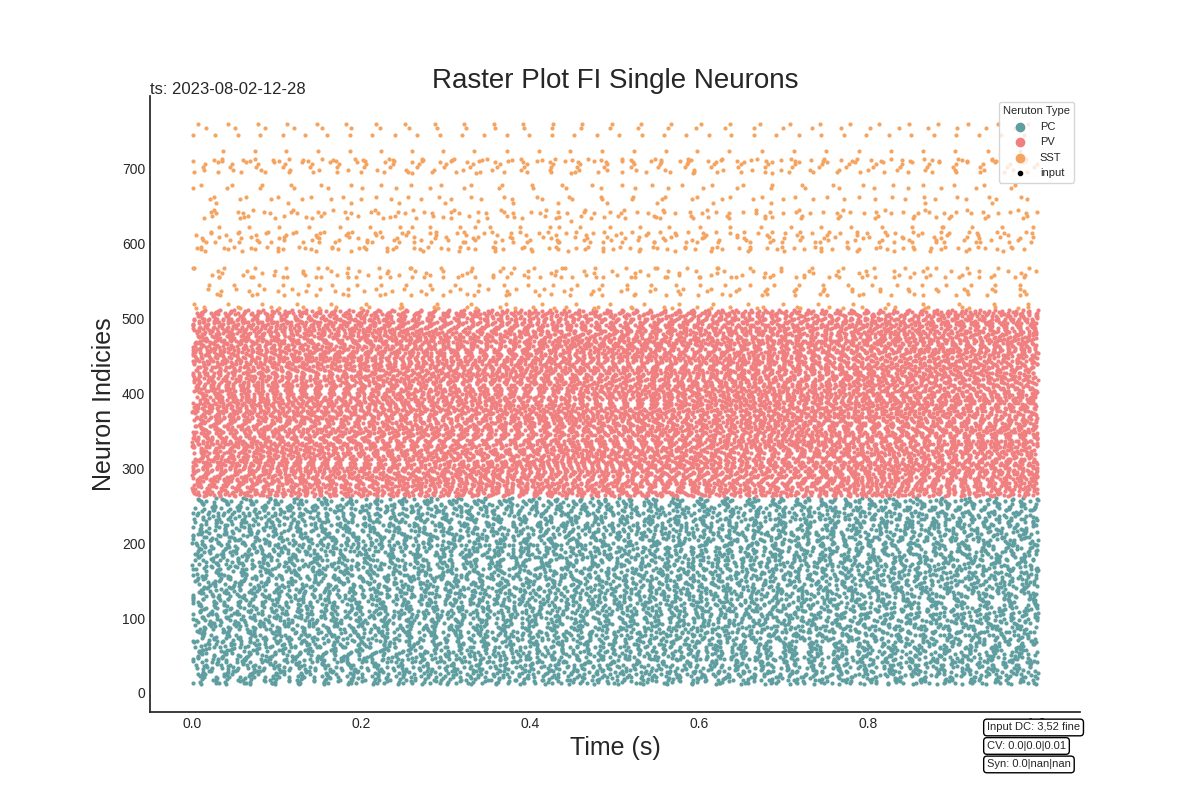 Raster Plot FI Single Neurons
ts: 2023-08-02-12-28
Neruton Type
PC
PV
SST
input
Neuron Indicies
700
600
500
400
300
200
100
0
0.0 0.2 0.4 0.6 0.8
Time (s)
Input DC: 3,52 fine
CV: 0.0|0.0|0.01
Syn: 0.0|nan|nan